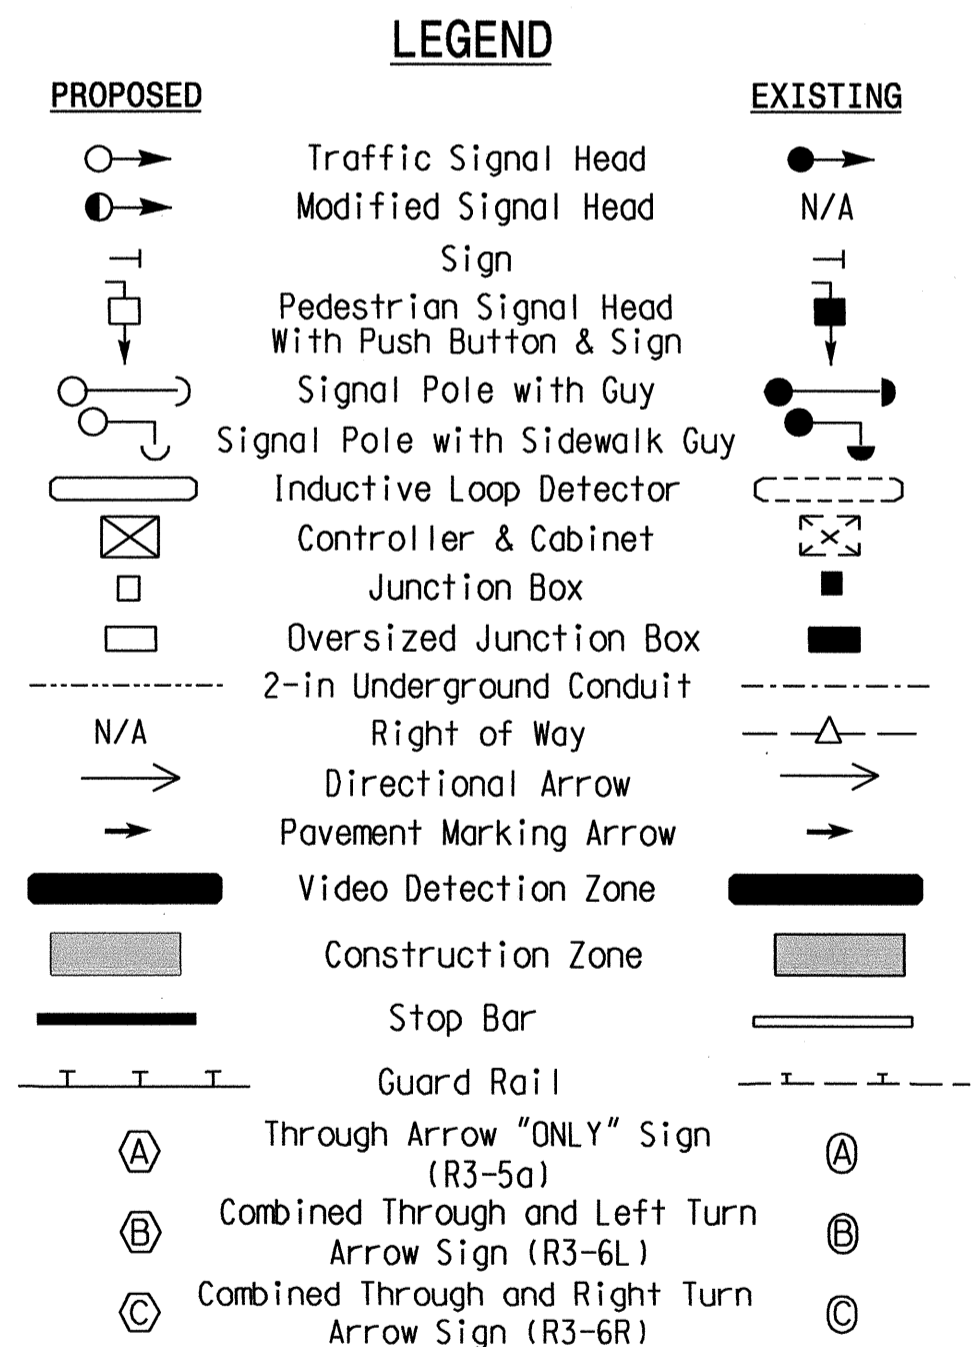 LEGEND
PROPOSED EXISTING
Traffic Signal Head
Modified Signal Head N/A
Sign
Pedestrian Signal Head
With Push Button & Sign
Signal Pole with Guy
Signal Pole with Sidewalk Guy
Inductive Loop Detector
Controller & Cabinet
Junction Box
Oversized Junction Box
2-in Underground Conduit
N/A Right of Way
Directional Arrow
Pavement Marking Arrow
Video Detection Zone
Construction Zone
Stop Bar
Guard Rail
A Through Arrow "ONLY" Sign A
(R3-5a)
B Combined Through and Left Turn B
Arrow Sign (R3-6L)
C Combined Through and Right Turn C
Arrow Sign (R3-6R)